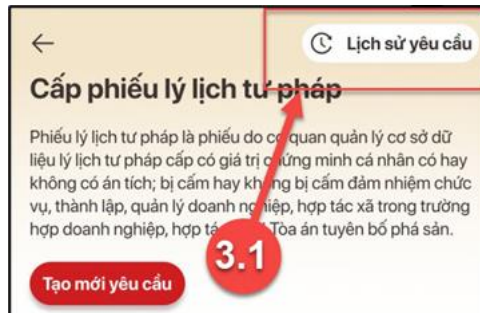 Lịch sử yêu cầu
Cấp phiếu lý lịch tư pháp
Phiếu lý lịch tư pháp là phiếu do cơ quan quản lý cơ sở dữ
liệu lý lịch tư pháp cấp có giá trị chứng minh cá nhân có hay
không có án tích; bị cấm hay không bị cấm đảm nhiệm chức
vụ, thành lập, quản lý doanh nghiệp, hợp tác xã trong trường
hợp doanh nghiệp, hợp Tòa án tuyên bố phá sản.
3.1
Tạo mới yêu cầu